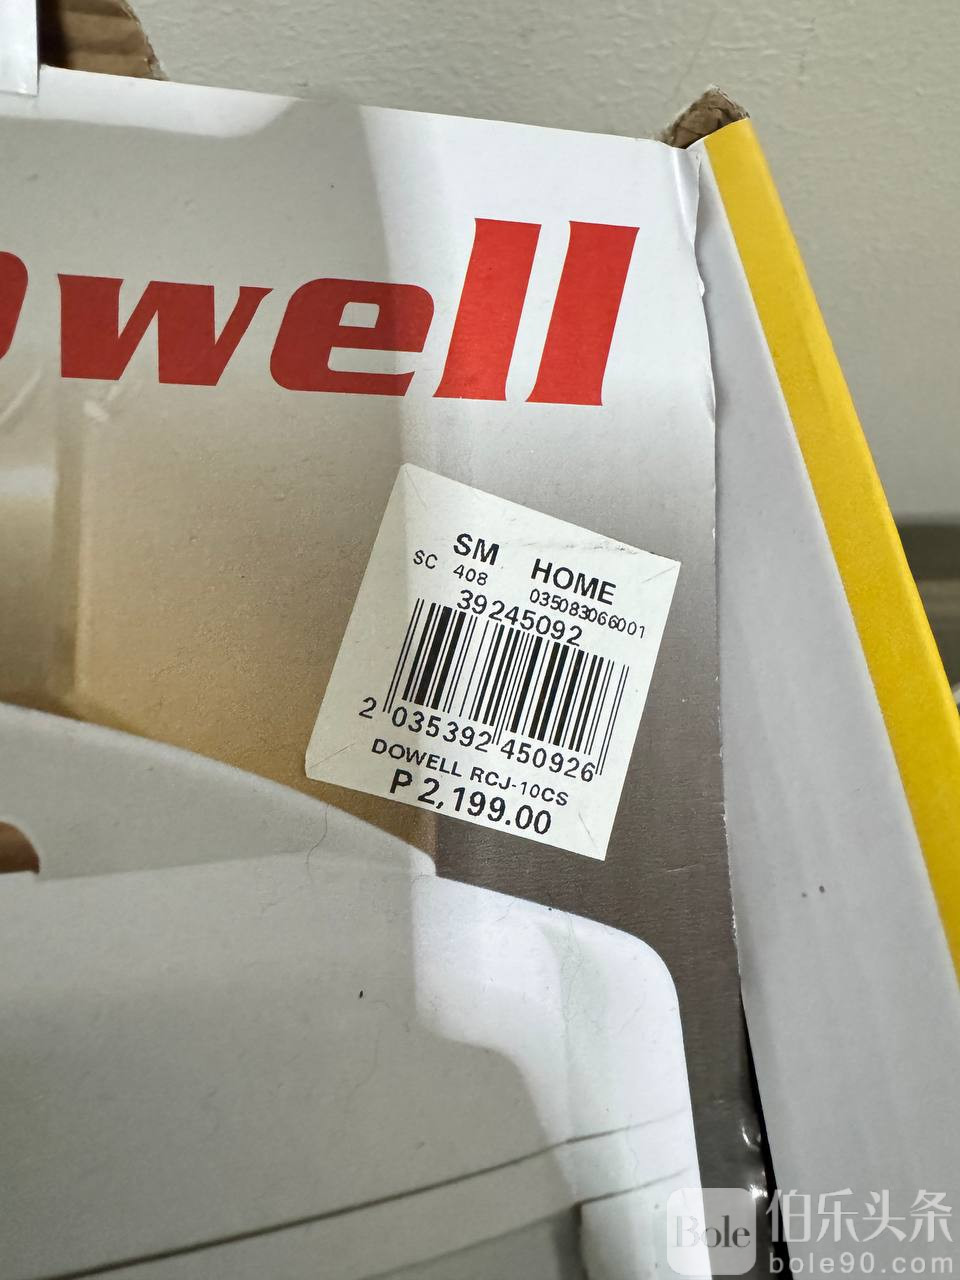 owell
SM HOME
SC 408 035083066001
39245092
2 035392 450926
DOWELL RCJ-10CS
P 2,199.00
Bole 伯乐头条
bole90.com